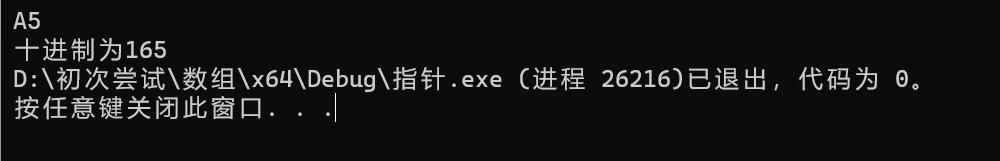 A5
十进制为165
D:\初次尝试\数组\x64\Debug\指针.exe (进程 26216)已退出，代码为 0。
按任意键关闭此窗口. . .